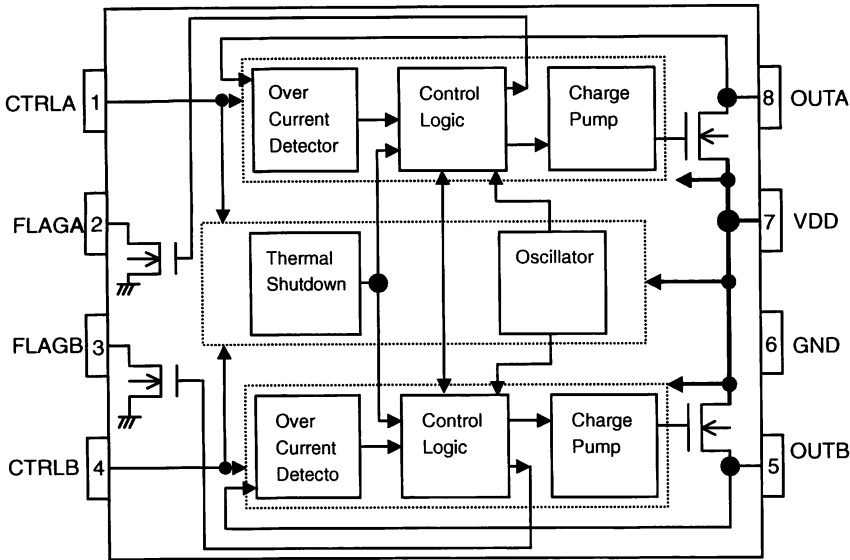 CTRLA
1
Over
Current
Detector
Control
Logic
Charge
Pump
8
OUTA
FLAGA
2
7
VDD
Thermal
Shutdown
Oscillator
FLAGB
3
6
GND
CTRLB
4
Over
Current
Detecto
Control
Logic
Charge
Pump
5
OUTB